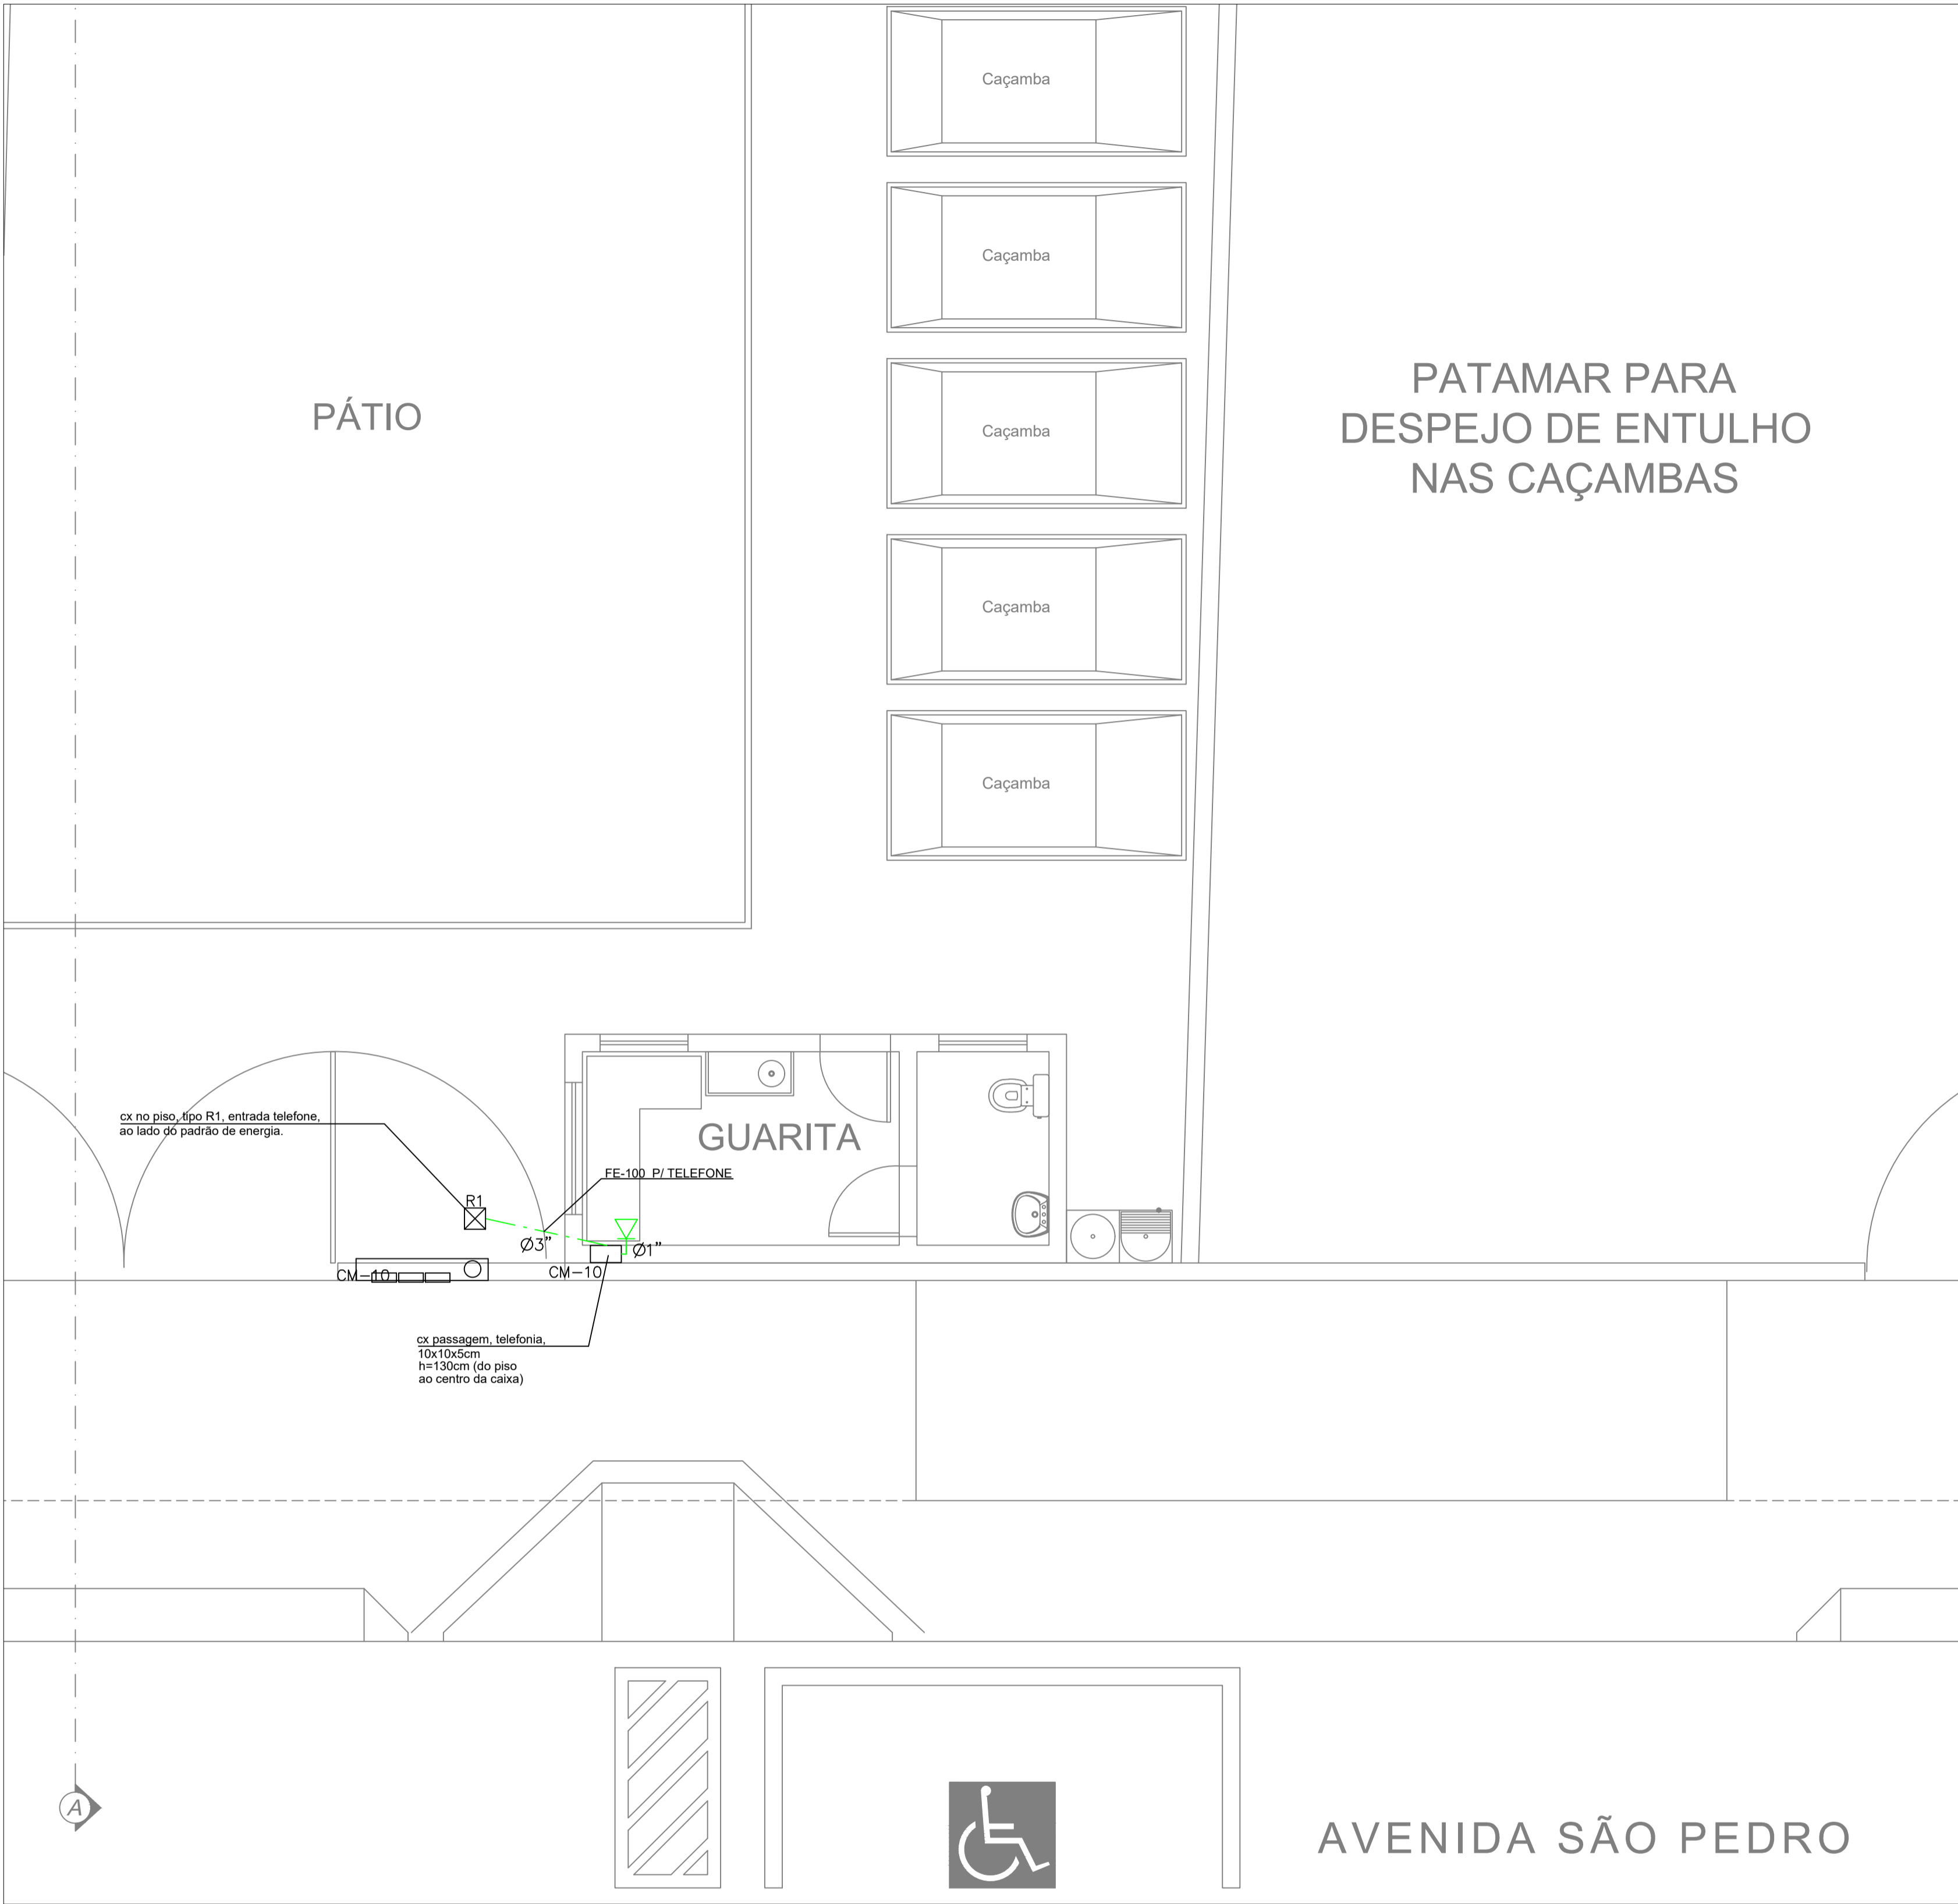 Caçamba
Caçamba
PATAMAR PARA
DESPEJO DE ENTULHO
NAS CAÇAMBAS
PÁTIO
Caçamba
Caçamba
Caçamba
cx no piso, tipo R1, entrada telefone,
ao lado do padrão de energia.
GUARITA
FE-100 P/ TELEFONE
R1
Ø3”
Ø1”
CM-10
CM-10
cx passagem, telefonia,
10x10x5cm
h=130cm (do piso
ao centro da caixa)
A
AVENIDA SÃO PEDRO